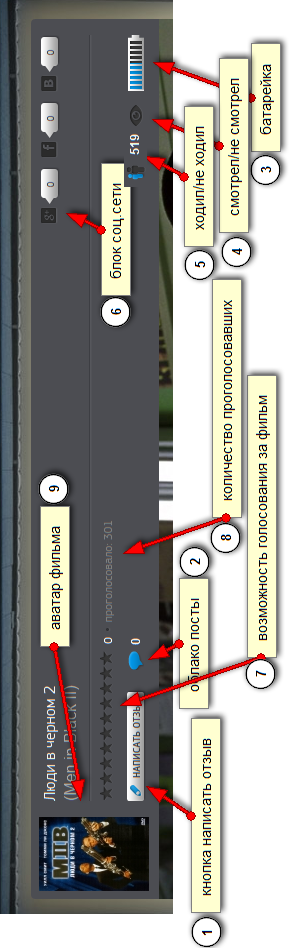 9
аватар фильма
Люди в черном 2
(Men in Black II)
0 • проголосовало: 301
НАПИСАТЬ ОТЗЫВ
0
519
g+
0
f
0
B
0
МІІВ
ЛЮДИ В ЧЕРНОМ 2
6
блок соц.сети
1
кнопка написать отзыв
2
облако посты
7
возможность голосования за фильм
8
количество проголосовавших
5
ходил/не ходил
4
смотрел/не смотрел
3
батарейка